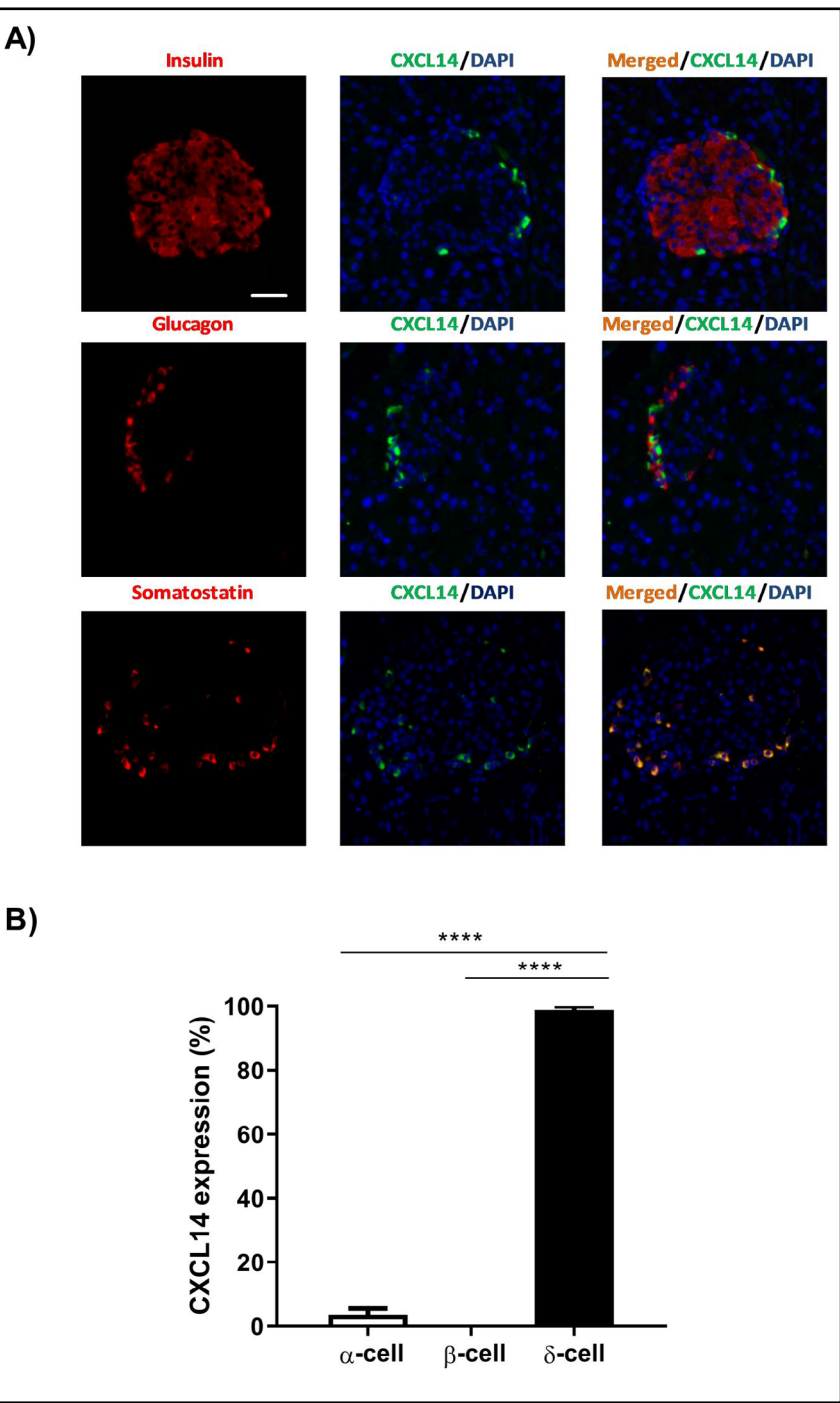 A)
Insulin CXCL14/DAPI Merged/CXCL14/DAPI
Glucagon CXCL14/DAPI Merged/CXCL14/DAPI
Somatostatin CXCL14/DAPI Merged/CXCL14/DAPI
B)
****
****
CXCL14 expression (%)
100
80
60
40
20
0
α-cell β-cell δ-cell